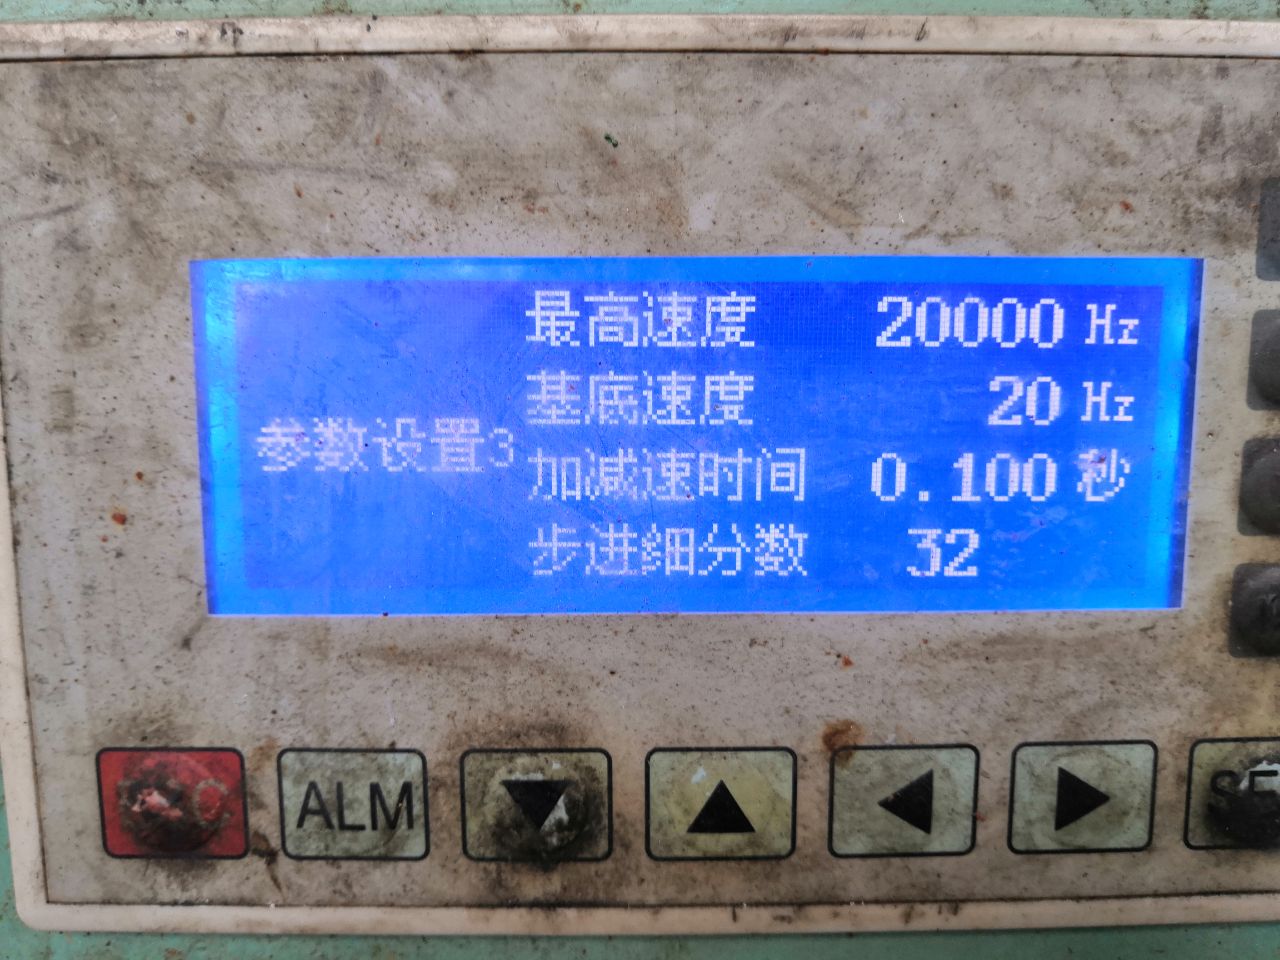 参数设置3
最高速度 20000 Hz
基底速度 20 Hz
加减速时间 0.100 秒
步进细分数 32
ALM